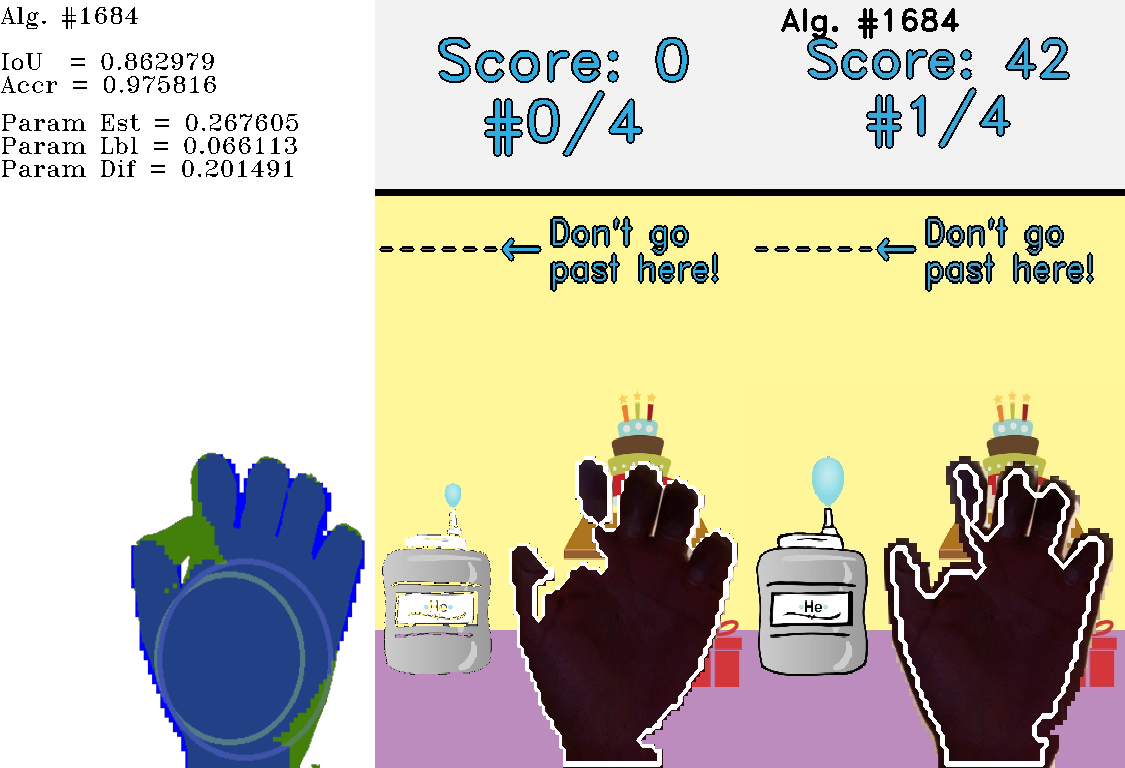 Alg. #1684
IoU = 0.862979
Accr = 0.975816
Param Est = 0.267605
Param Lbl = 0.066113
Param Dif = 0.201491
Score: 0
#0/4
Don't go
past here!
He
Alg. #1684
Score: 42
#1/4
Don't go
past here!
He